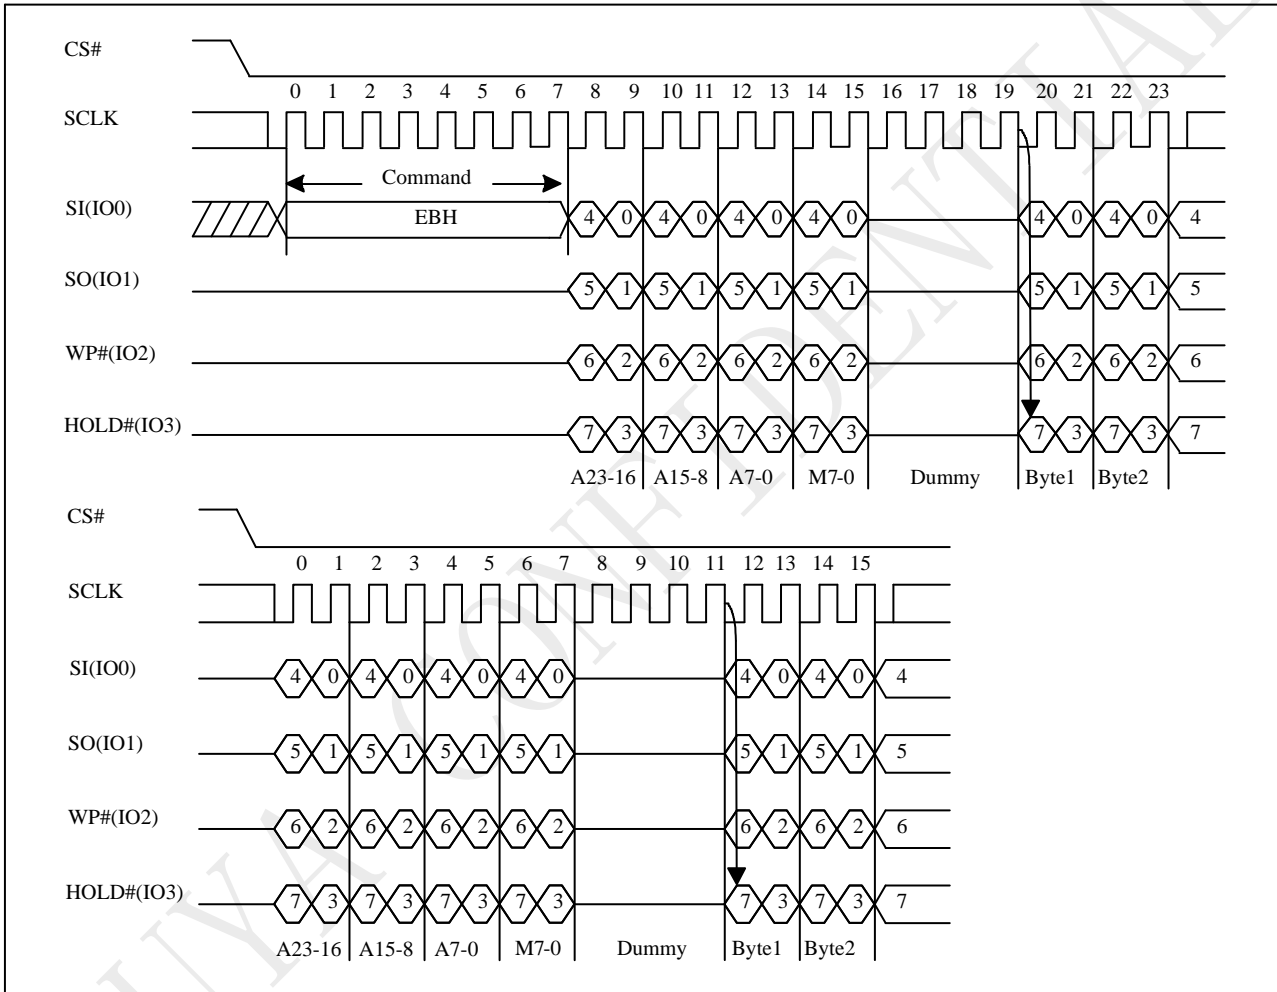 CS#
0 1 2 3 4 5 6 7 8 9 10 11 12 13 14 15 16 17 18 19 20 21 22 23
SCLK
Command
SI(IO0) EBH 4 0 4 0 4 0 4 0 4 0 4 0 4
SO(IO1) 5 1 5 1 5 1 5 1 5 1 5 1 5
WP#(IO2) 6 2 6 2 6 2 6 2 6 2 6 2 6
HOLD#(IO3) 7 3 7 3 7 3 7 3 7 3 7 3 7
A23-16 A15-8 A7-0 M7-0 Dummy Byte1 Byte2
CS#
0 1 2 3 4 5 6 7 8 9 10 11 12 13 14 15
SCLK
SI(IO0) 4 0 4 0 4 0 4 0 4 0 4 0 4
SO(IO1) 5 1 5 1 5 1 5 1 5 1 5 1 5
WP#(IO2) 6 2 6 2 6 2 6 2 6 2 6 2 6
HOLD#(IO3) 7 3 7 3 7 3 7 3 7 3 7 3 7
A23-16 A15-8 A7-0 M7-0 Dummy Byte1 Byte2
UYA CONFIDENTIAL